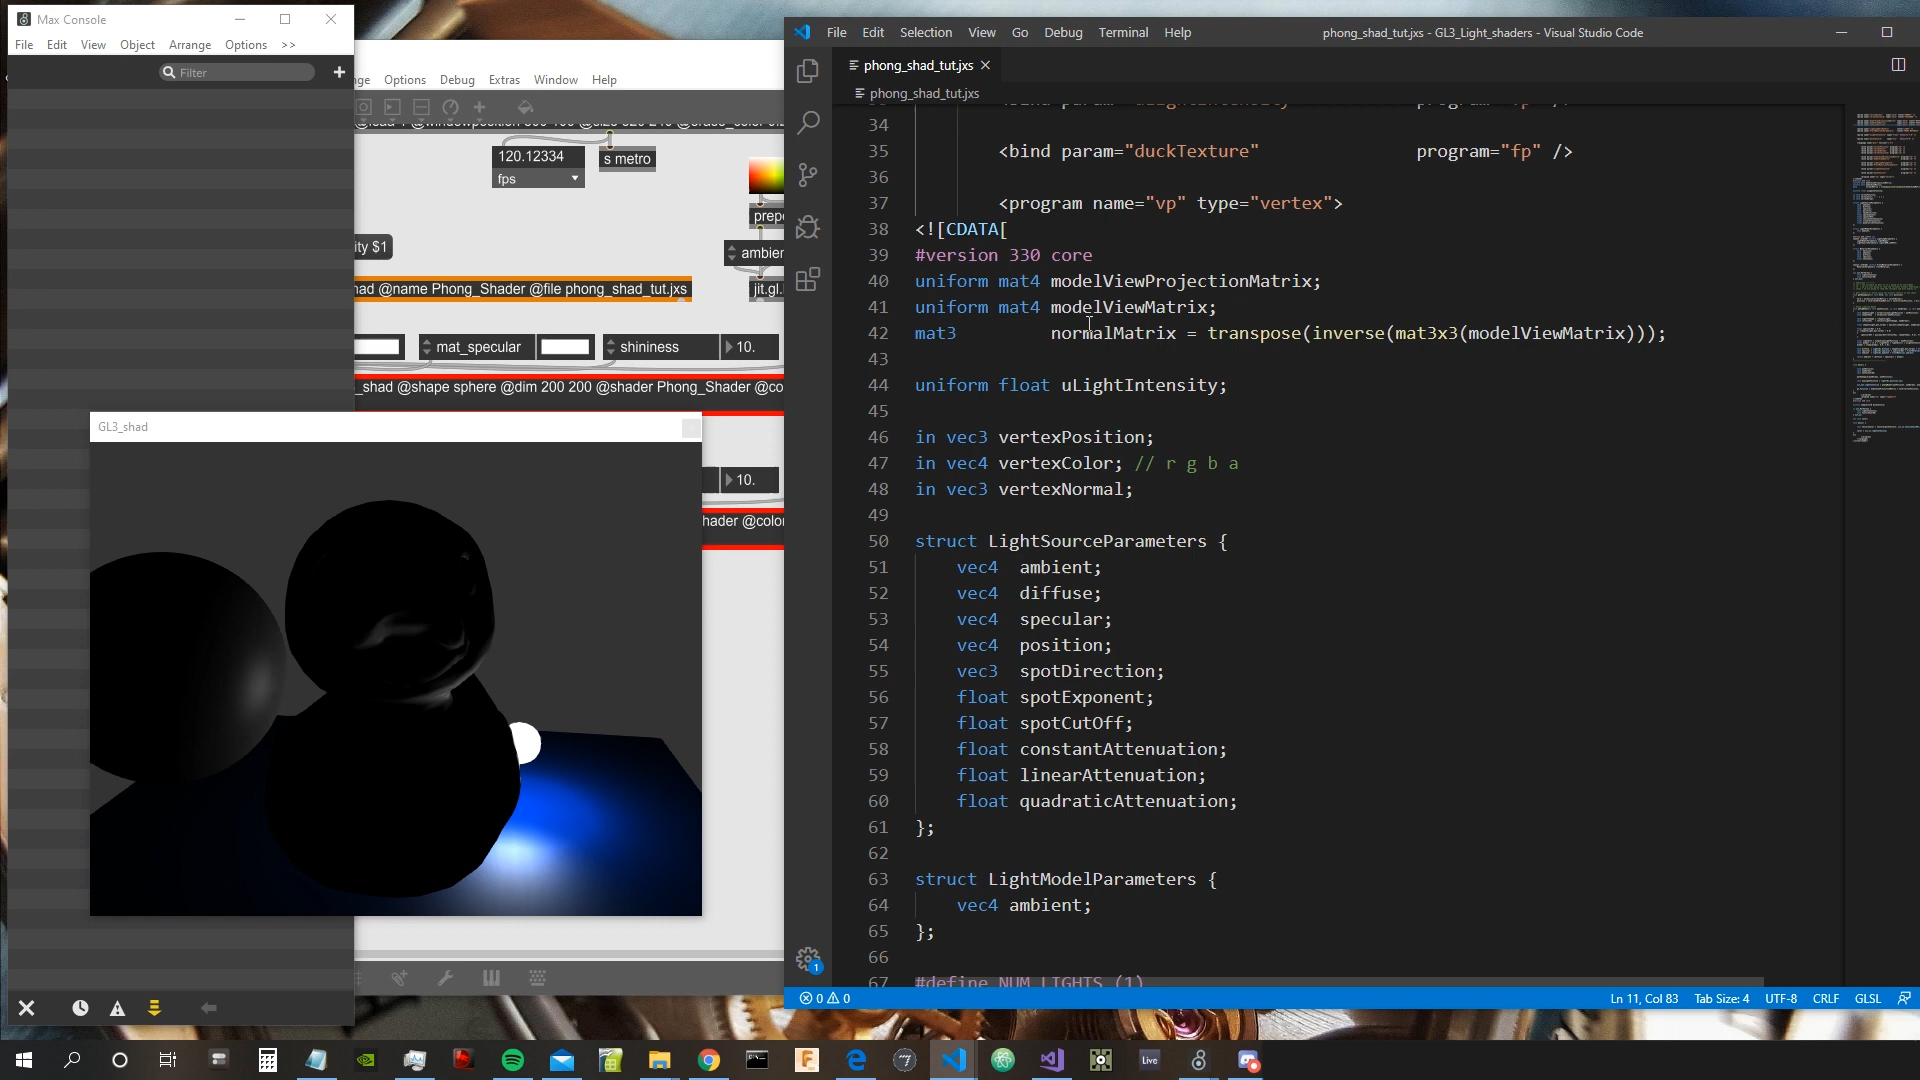 Max Console
File Edit View Object Arrange Options >>
Filter
Options Debug Extras Window Help
120.12334
fps
s metro
ity $1
@name Phong_Shader @file phong_shad_tut.jxs
mat_specular
shininess
10.
_shad @shape sphere @dim 200 200 @shader Phong_Shader
10.
GL3_shad
File Edit Selection View Go Debug Terminal Help
phong_shad_tut.jxs - GL3_Light_shaders - Visual Studio Code
phong_shad_tut.jxs
phong_shad_tut.jxs
34
35 <bind param="duckTexture" program="fp" />
36
37 <program name="vp" type="vertex">
38 <![CDATA[
39 #version 330 core
40 uniform mat4 modelViewProjectionMatrix;
41 uniform mat4 modelViewMatrix;
42 mat3 normalMatrix = transpose(inverse(mat3x3(modelViewMatrix)));
43
44 uniform float uLightIntensity;
45
46 in vec3 vertexPosition;
47 in vec4 vertexColor; // r g b a
48 in vec3 vertexNormal;
49
50 struct LightSourceParameters {
51 vec4 ambient;
52 vec4 diffuse;
53 vec4 specular;
54 vec4 position;
55 vec3 spotDirection;
56 float spotExponent;
57 float spotCutOff;
58 float constantAttenuation;
59 float linearAttenuation;
60 float quadraticAttenuation;
61 };
62
63 struct LightModelParameters {
64 vec4 ambient;
65 };
66
67 #define NUM_LIGHTS (1)
1
0 0
Ln 11, Col 83 Tab Size: 4 UTF-8 CRLF GLSL
Live